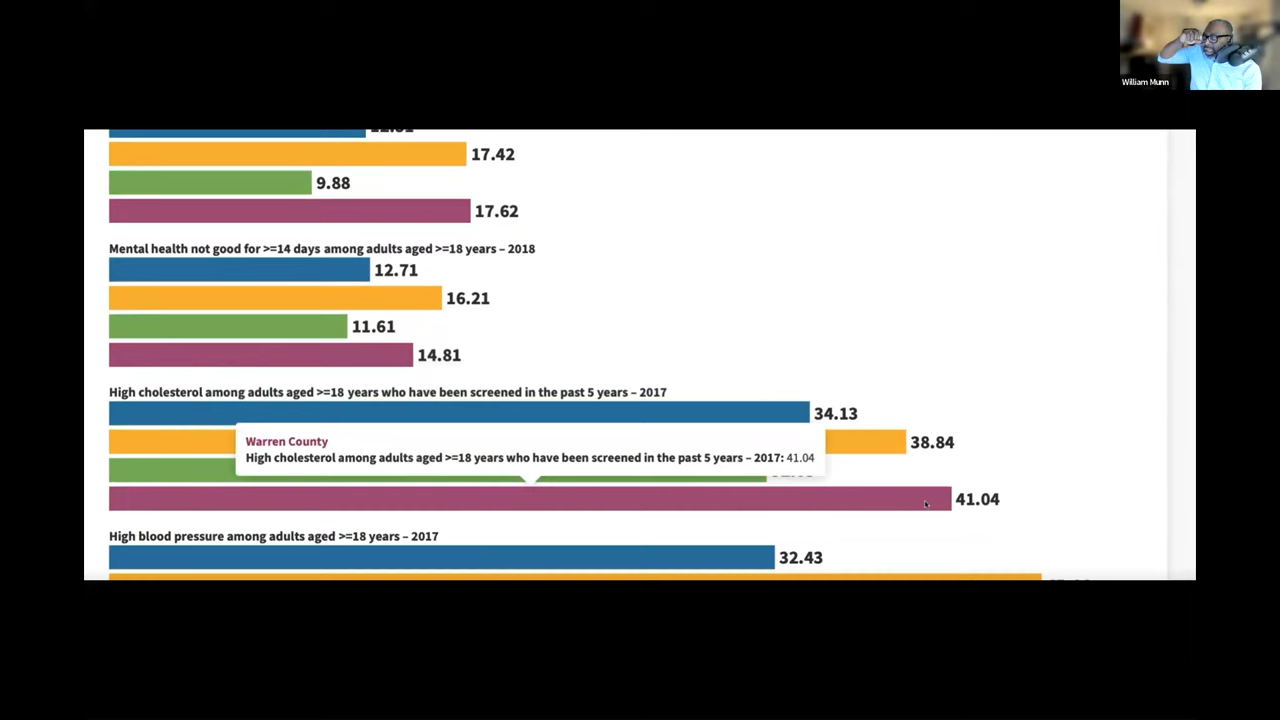 William Munn
17.42
9.88
17.62
Mental health not good for >=14 days among adults aged >=18 years – 2018
12.71
16.21
11.61
14.81
High cholesterol among adults aged >=18 years who have been screened in the past 5 years – 2017
34.13
38.84
Warren County
High cholesterol among adults aged >=18 years who have been screened in the past 5 years – 2017: 41.04
41.04
High blood pressure among adults aged >=18 years – 2017
32.43